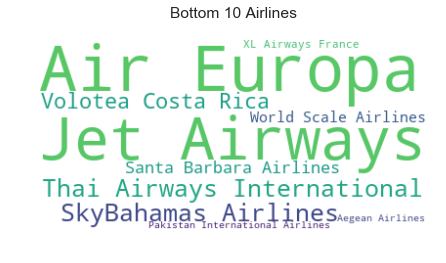 Bottom 10 Airlines
XL Airways France
Air Europa
Volotea Costa Rica
World Scale Airlines
Jet Airways
Santa Barbara Airlines
Thai Airways International
SkyBahamas Airlines
Aegean Airlines
Pakistan International Airlines